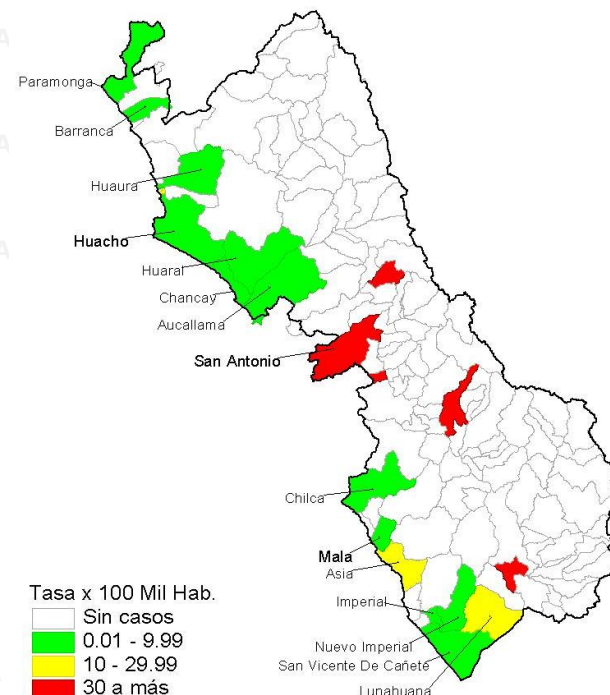 Paramonga
Barranca
Huaura
Huacho
Huaral
Chancay
Aucallama
San Antonio
Chilca
Mala
Asia
Imperial
Nuevo Imperial
San Vicente De Cañete
Lunahuana
Tasa x 100 Mil Hab.
Sin casos
0.01 - 9.99
10 - 29.99
30 a más